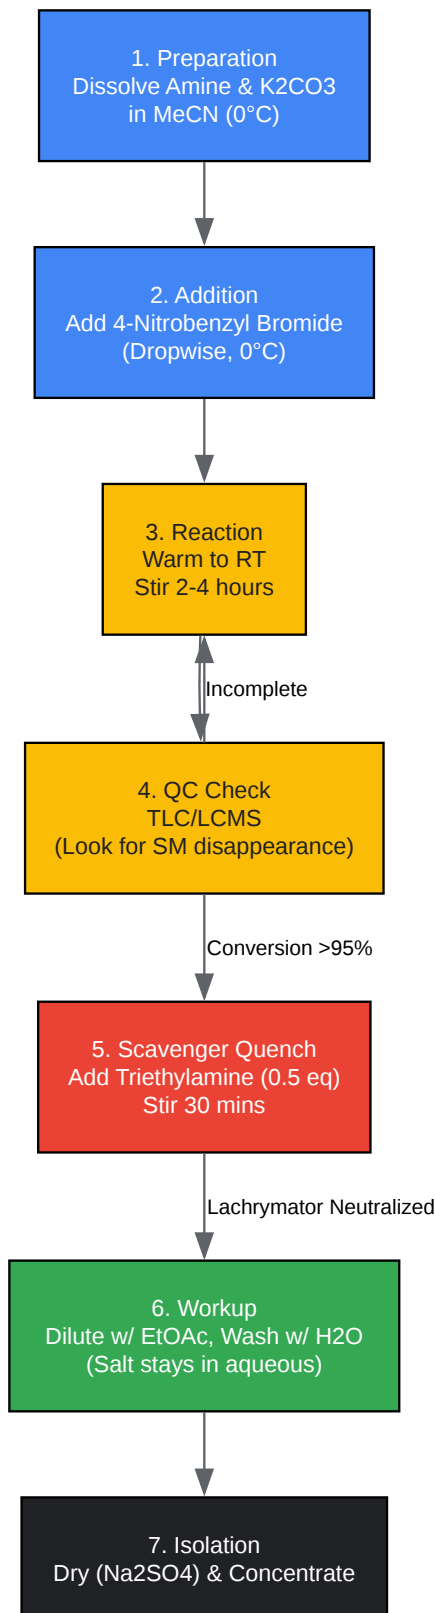 1. Preparation
Dissolve Amine & K2CO3
in MeCN (0°C)
2. Addition
Add 4-Nitrobenzyl Bromide
(Dropwise, 0°C)
3. Reaction
Warm to RT
Stir 2-4 hours
Incomplete
4. QC Check
TLC/LCMS
(Look for SM disappearance)
Conversion >95%
5. Scavenger Quench
Add Triethylamine (0.5 eq)
Stir 30 mins
Lachrymator Neutralized
6. Workup
Dilute w/ EtOAc, Wash w/ H2O
(Salt stays in aqueous)
7. Isolation
Dry (Na2SO4) & Concentrate